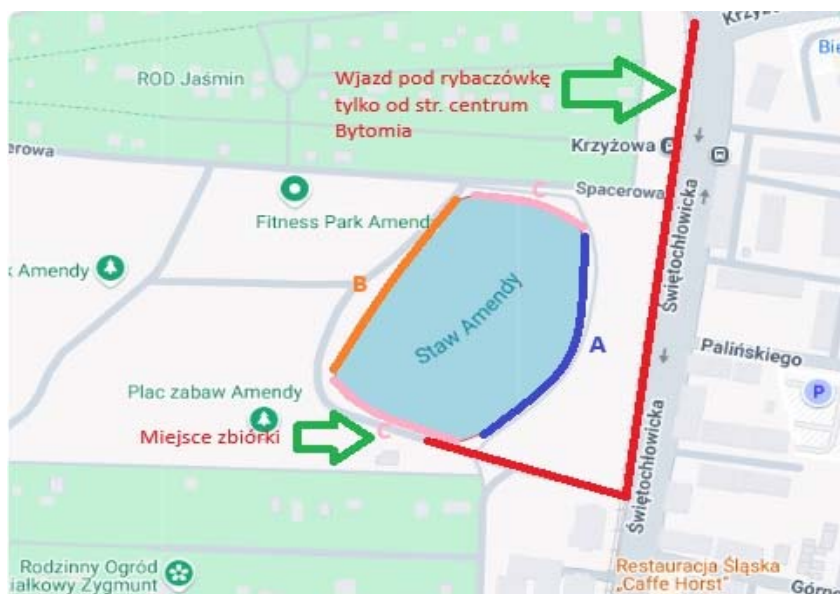 Krzyżowa
Bie
ROD Jaśmin
Wjazd pod rybaczówkę
tylko od str. centrum
Bytomia
Krzyżowa
erowa
Spacerowa
C
Fitness Park Amend
Amendy
B
Staw Amendy
A
Świętochłowicka
Palińskiego
P
Plac zabaw Amendy
Miejsce zbiórki
C
Świętochłowicka
Rodzinny Ogród
iałkowy Zygmunt
Restauracja Śląska
„Caffe Horst"
Górn